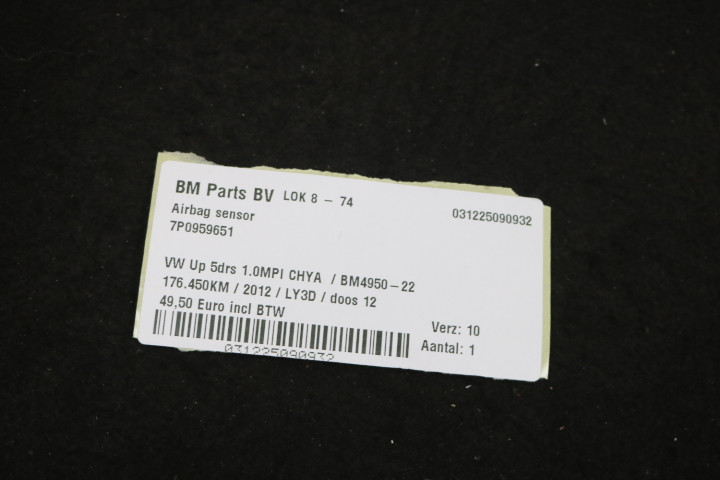 BM Parts BV LOK 8 - 74
031225090932
Airbag sensor
7P0959651
VW Up 5drs 1.0MPI CHYA / BM4950-22
176.450KM / 2012 / LY3D / doos 12
49,50 Euro incl BTW
Verz: 10
Aantal: 1
031225090932